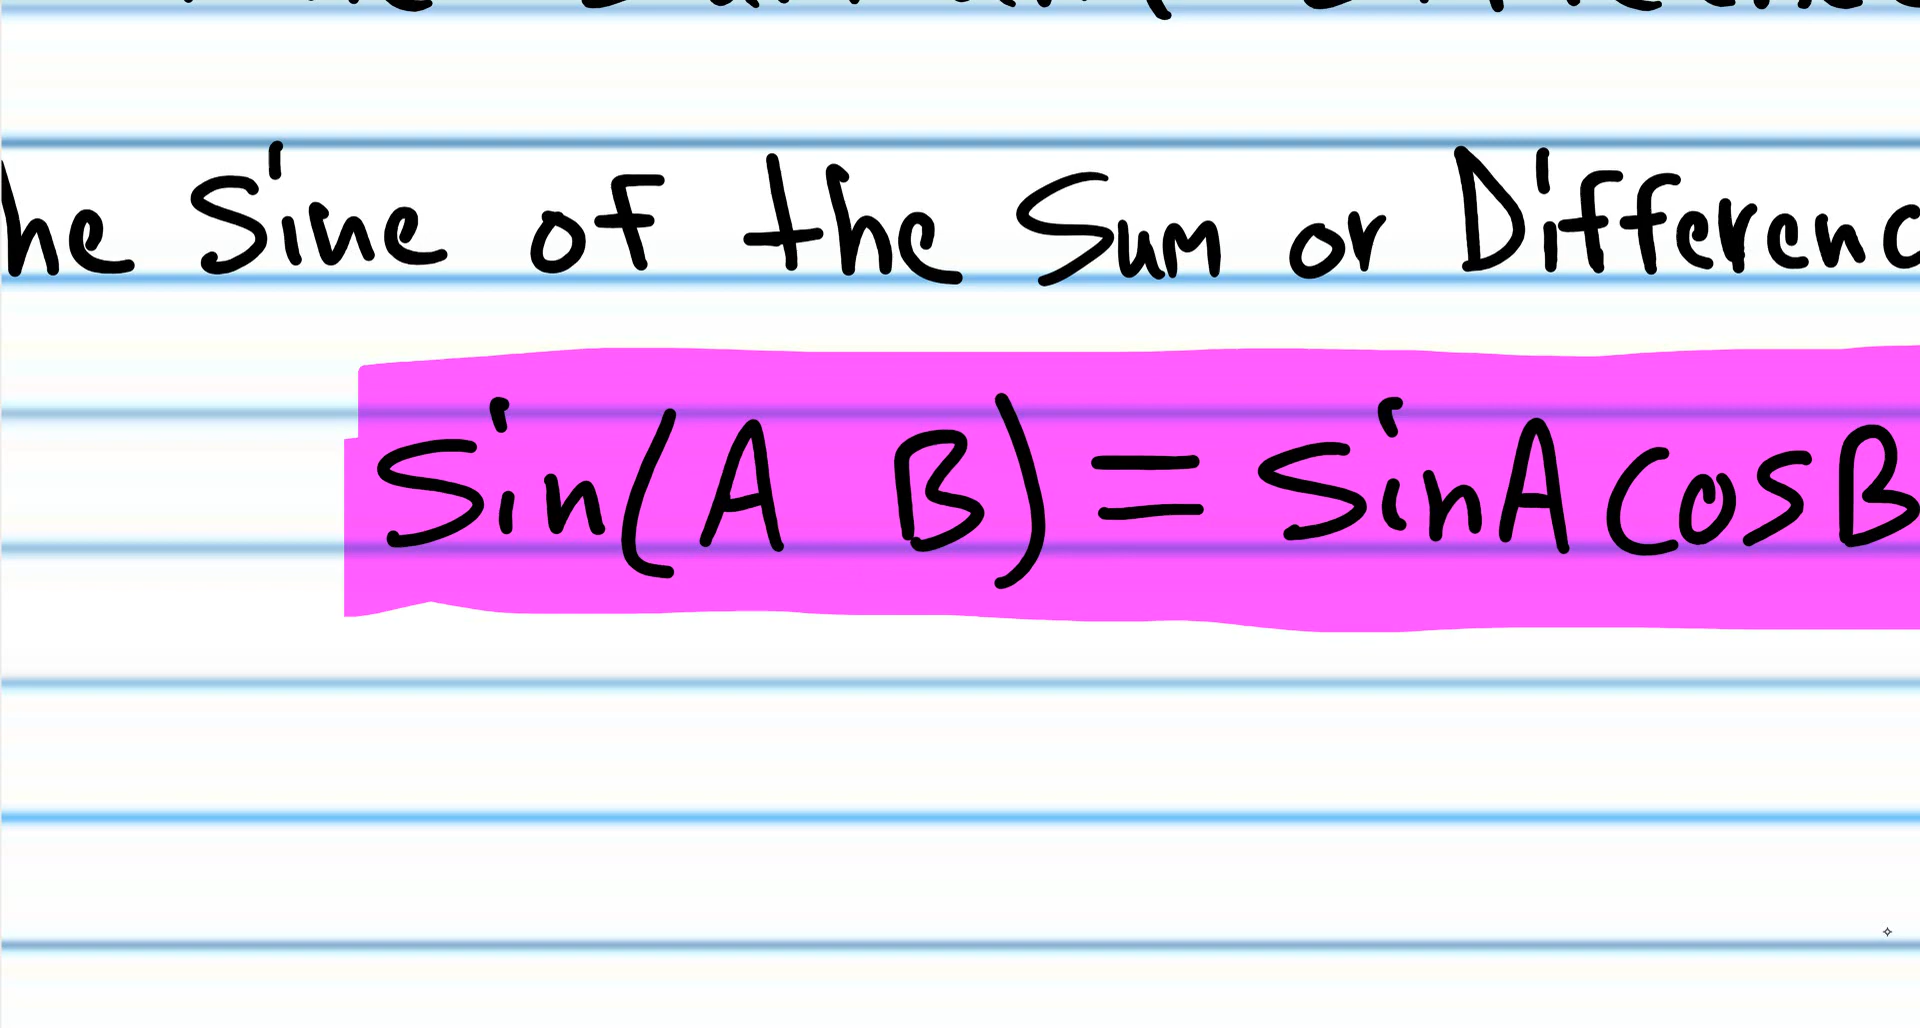 he Sine of the Sum or Differenc
Sin(A B) = SinA CosB